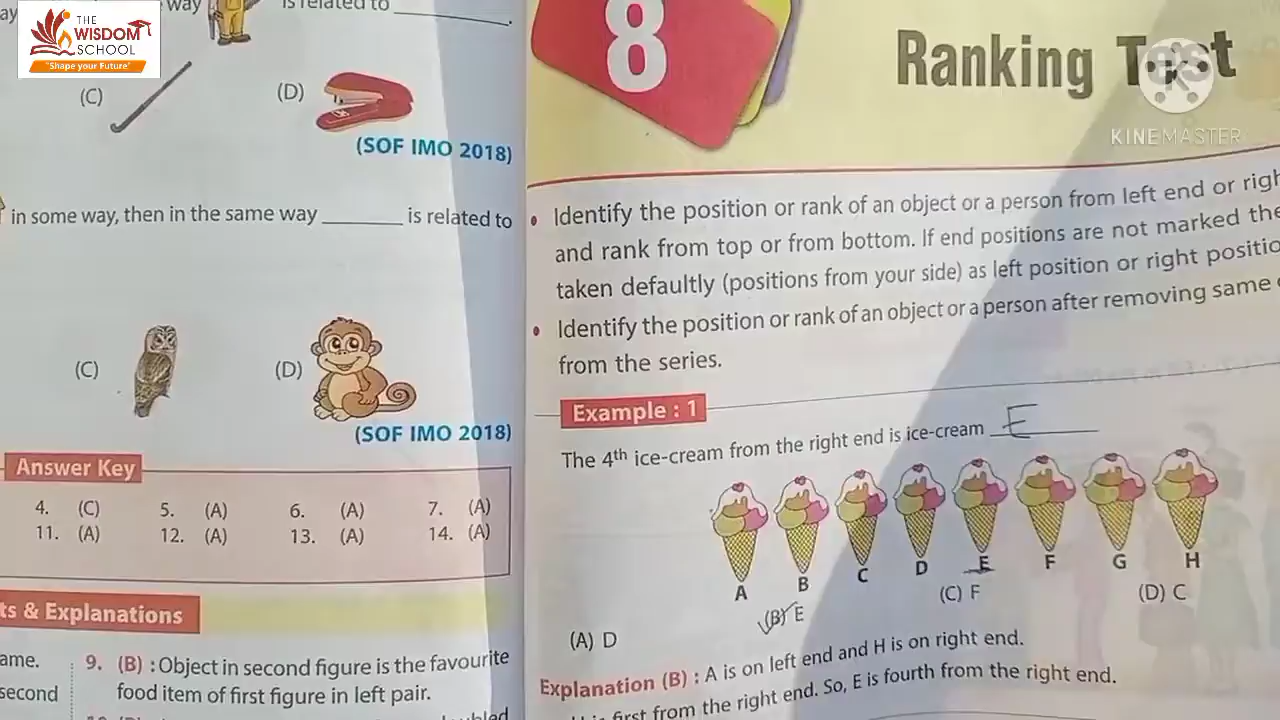 THE
WISDOM
SCHOOL
"Shape your Future"
way
is related to ________.
(C)
(D)
(SOF IMO 2018)
in some way, then in the same way _______ is related to
(C)
(D)
(SOF IMO 2018)
Answer Key
4. (C) 5. (A) 6. (A) 7. (A)
11. (A) 12. (A) 13. (A) 14. (A)
ts & Explanations
ame.
second
9. (B) : Object in second figure is the favourite
food item of first figure in left pair.
8
Ranking Test
KINEMASTER
• Identify the position or rank of an object or a person from left end or righ
and rank from top or from bottom. If end positions are not marked the
taken defaultly (positions from your side) as left position or right positio
• Identify the position or rank of an object or a person after removing same
from the series.
Example : 1
The 4th ice-cream from the right end is ice-cream E
A B C D E F G H
(A) D (B) E (C) F (D) C
Explanation (B) : A is on left end and H is on right end.
first from the right end. So, E is fourth from the right end.